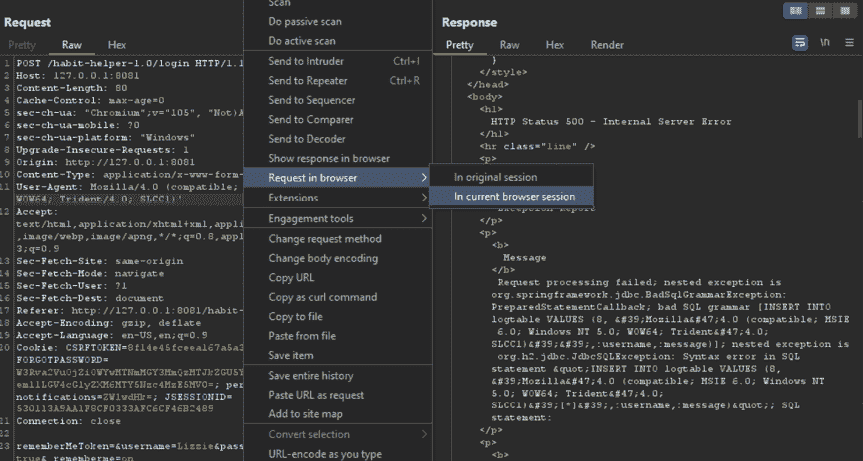 Request
Pretty Raw Hex
1 POST /habit-helper-1.0/login HTTP/1.1
2 Host: 127.0.0.1:8081
3 Content-Length: 80
4 Cache-Control: max-age=0
5 sec-ch-ua: "Chromium";v="105", "Not)A
6 sec-ch-ua-mobile: ?0
7 sec-ch-ua-platform: "Windows"
8 Upgrade-Insecure-Requests: 1
9 Origin: http://127.0.0.1:8081
10 Content-Type: application/x-www-form-
11 User-Agent: Mozilla/4.0 (compatible;
WOW64; Trident/4.0; SLCC1)'
12 Accept:
text/html,application/xhtml+xml,applic
,image/webp,image/apng,*/*;q=0.8,appl
3;q=0.9
13 Sec-Fetch-Site: same-origin
14 Sec-Fetch-Mode: navigate
15 Sec-Fetch-User: ?1
16 Sec-Fetch-Dest: document
17 Referer: http://127.0.0.1:8081/habit-
18 Accept-Encoding: gzip, deflate
19 Accept-Language: en-US,en;q=0.9
20 Cookie:
FORGOTPASSWORD=
notifications=ZW1wdHk=; JSESSIONID=
21 Connection: close
22
23 rememberMeToken=&username=Lizzie&pass
true&_rememberme=on
Scan
Do passive scan
Do active scan
Send to Intruder Ctrl+I
Send to Repeater Ctrl+R
Send to Sequencer
Send to Comparer
Send to Decoder
Show response in browser
Request in browser
Extensions
Engagement tools
Change request method
Change body encoding
Copy URL
Copy as curl command
Copy to file
Paste from file
Save item
Save entire history
Paste URL as request
Add to site map
Convert selection
URL-encode as you type
In original session
In current browser session
Response
Pretty Raw Hex Render
\n
}
</style>
</head>
<body>
<h1>
HTTP Status 500 – Internal Server Error
</h1>
<hr class="line" />
<p>
Exception Report
</p>
<p>
<b>
Message
</b>
Request processing failed; nested exception is
org.springframework.jdbc.BadSqlGrammarException:
PreparedStatementCallback; bad SQL grammar [INSERT INTO
logtable VALUES (8, &#39;Mozilla&#47;4.0 (compatible; MSIE
6.0; Windows NT 5.0; WOW64; Trident&#47;4.0;
SLCC1)&#39;&#39;,:username,:message)]; nested exception is
org.h2.jdbc.JdbcSQLException: Syntax error in SQL
statement &quot;INSERT INTO logtable VALUES (8,
&#39;Mozilla&#47;4.0 (compatible; MSIE 6.0; Windows NT
5.0; WOW64; Trident&#47;4.0;
SLCC1)&#39;[*]&#39;,:username,:message)&quot;; SQL
statement:
</p>
<p>
<b>